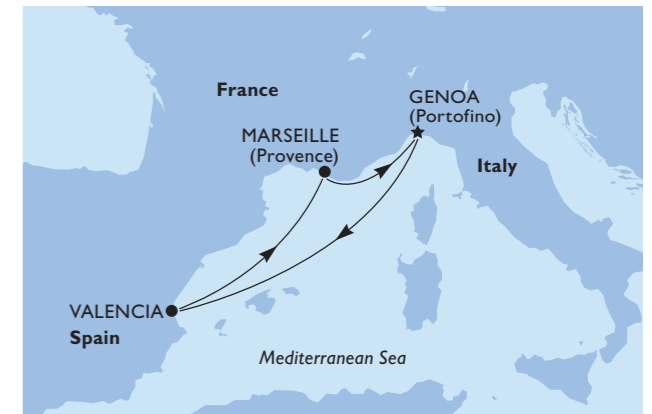 France
GENOA
(Portofino)
MARSEILLE
(Provence)
Italy
VALENCIA
Spain
Mediterranean Sea